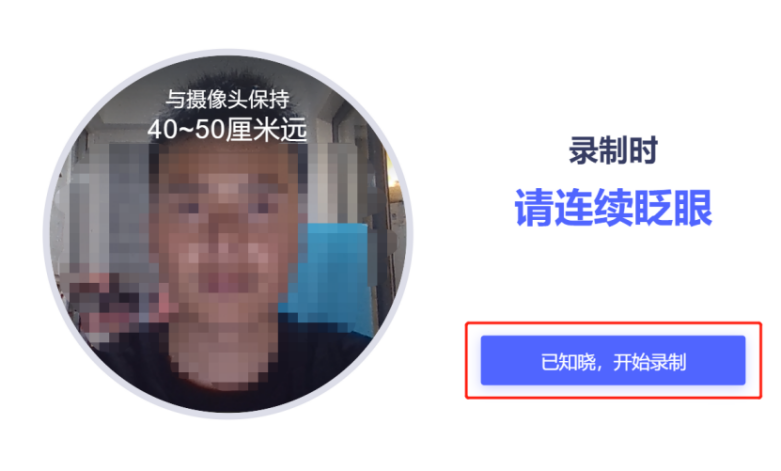 与摄像头保持
40~50厘米远
录制时
请连续眨眼
已知晓，开始录制